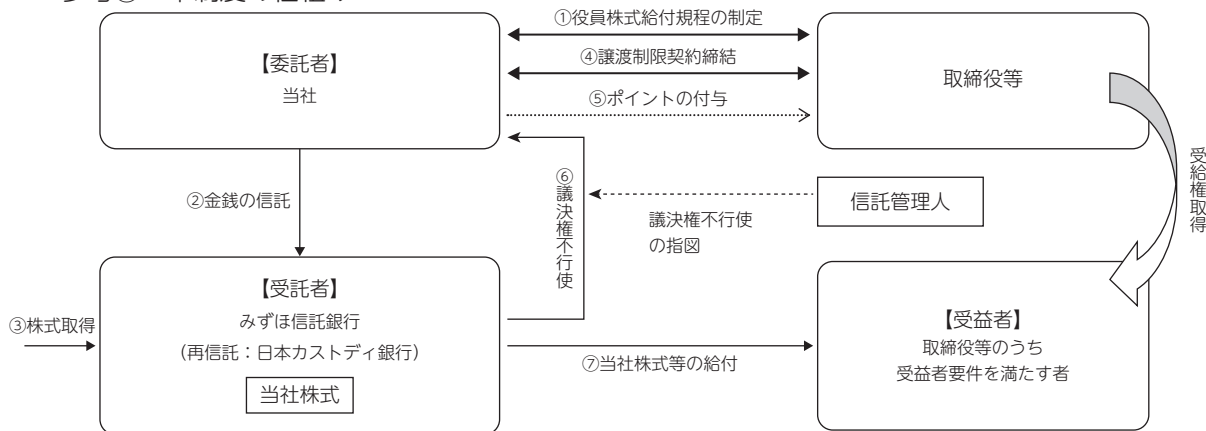 ①役員株式給付規程の制定
【委託者】
当社
④譲渡制限契約締結
取締役等
⑤ポイントの付与
②金銭の信託
⑥議決権不行使
信託管理人
議決権不行使
の指図
受給権取得
【受託者】
みずほ信託銀行
(再信託：日本カストディ銀行)
当社株式
③株式取得
⑦当社株式等の給付
【受益者】
取締役等のうち
受益者要件を満たす者